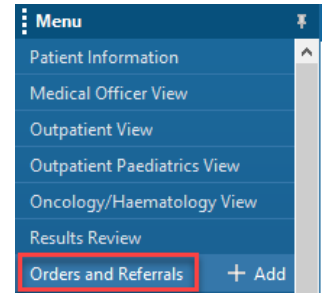 Menu
Patient Information
Medical Officer View
Outpatient View
Outpatient Paediatrics View
Oncology/Haematology View
Results Review
Orders and Referrals + Add